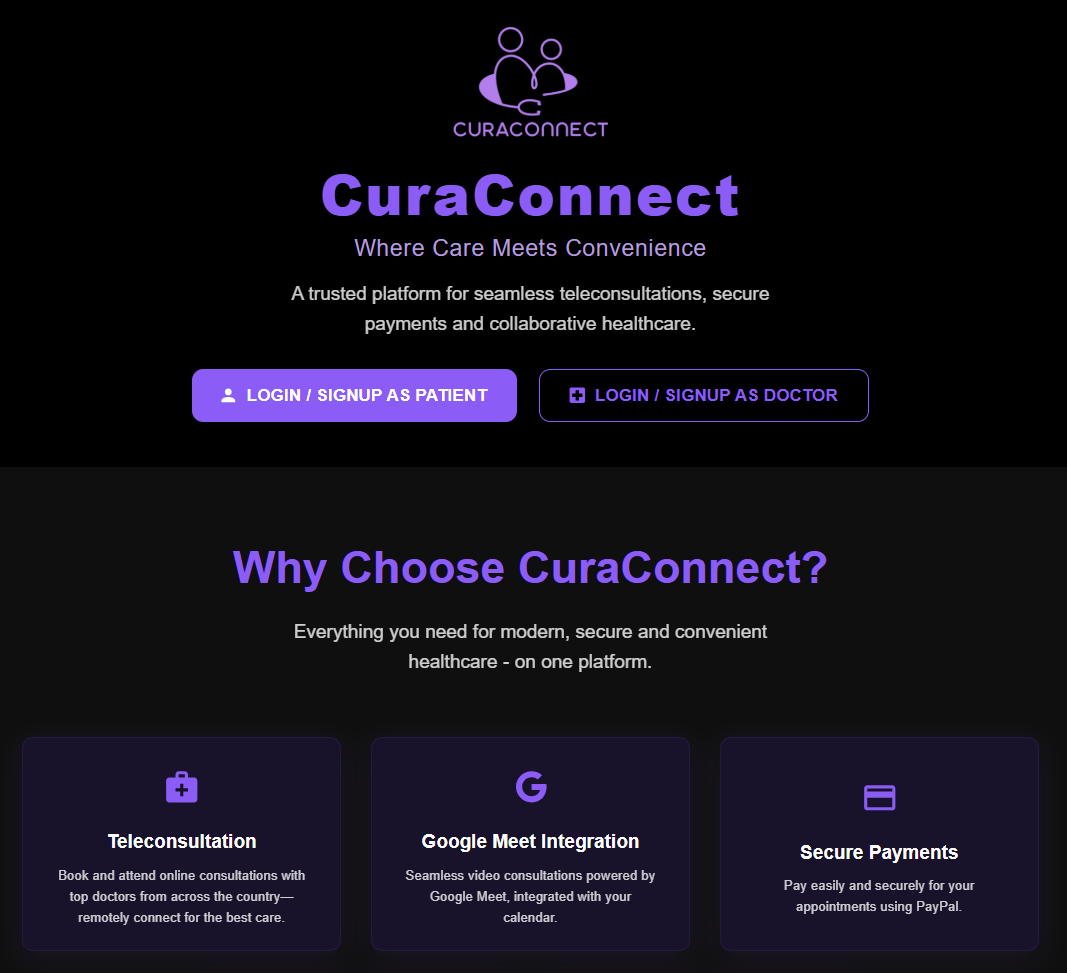 CURACONNECT
CuraConnect
Where Care Meets Convenience
A trusted platform for seamless teleconsultations, secure
payments and collaborative healthcare.
LOGIN / SIGNUP AS PATIENT
LOGIN / SIGNUP AS DOCTOR
Why Choose CuraConnect?
Everything you need for modern, secure and convenient
healthcare - on one platform.
Teleconsultation
Book and attend online consultations with
top doctors from across the country—
remotely connect for the best care.
Google Meet Integration
Seamless video consultations powered by
Google Meet, integrated with your
calendar.
Secure Payments
Pay easily and securely for your
appointments using PayPal.